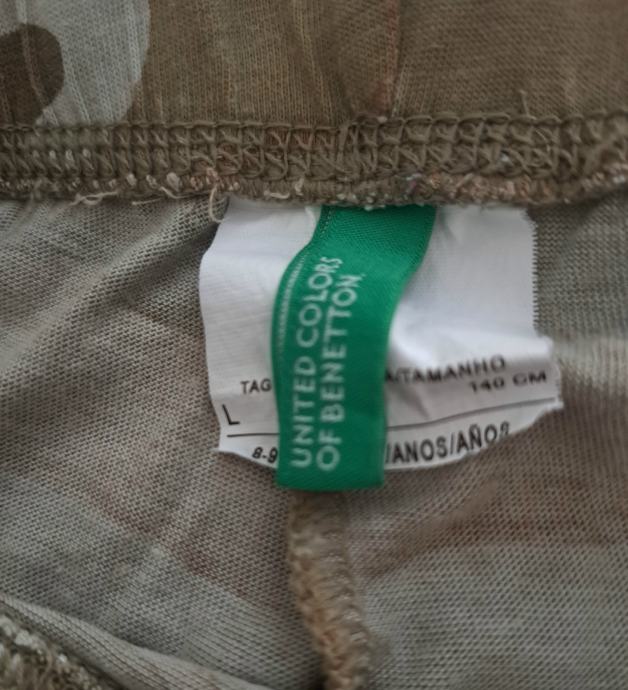 UNITED COLORS
OF BENETTON.
TAG /TAMANHO
L 140 CM
8-9 /ANOS/AÑOS